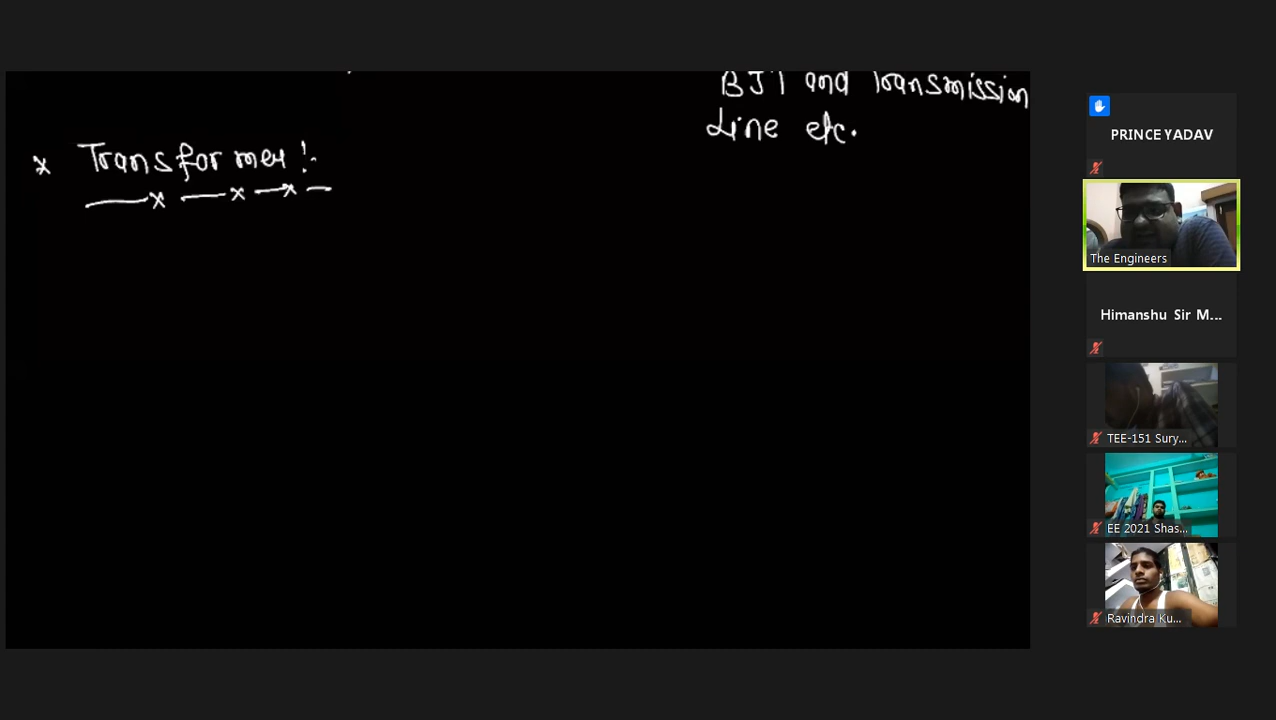 BJT and Transmission
Line etc.
* Transformer :-
PRINCE YADAV
The Engineers
Himanshu Sir M...
TEE-151 Sury...
EE 2021 Shas...
Ravindra Ku...